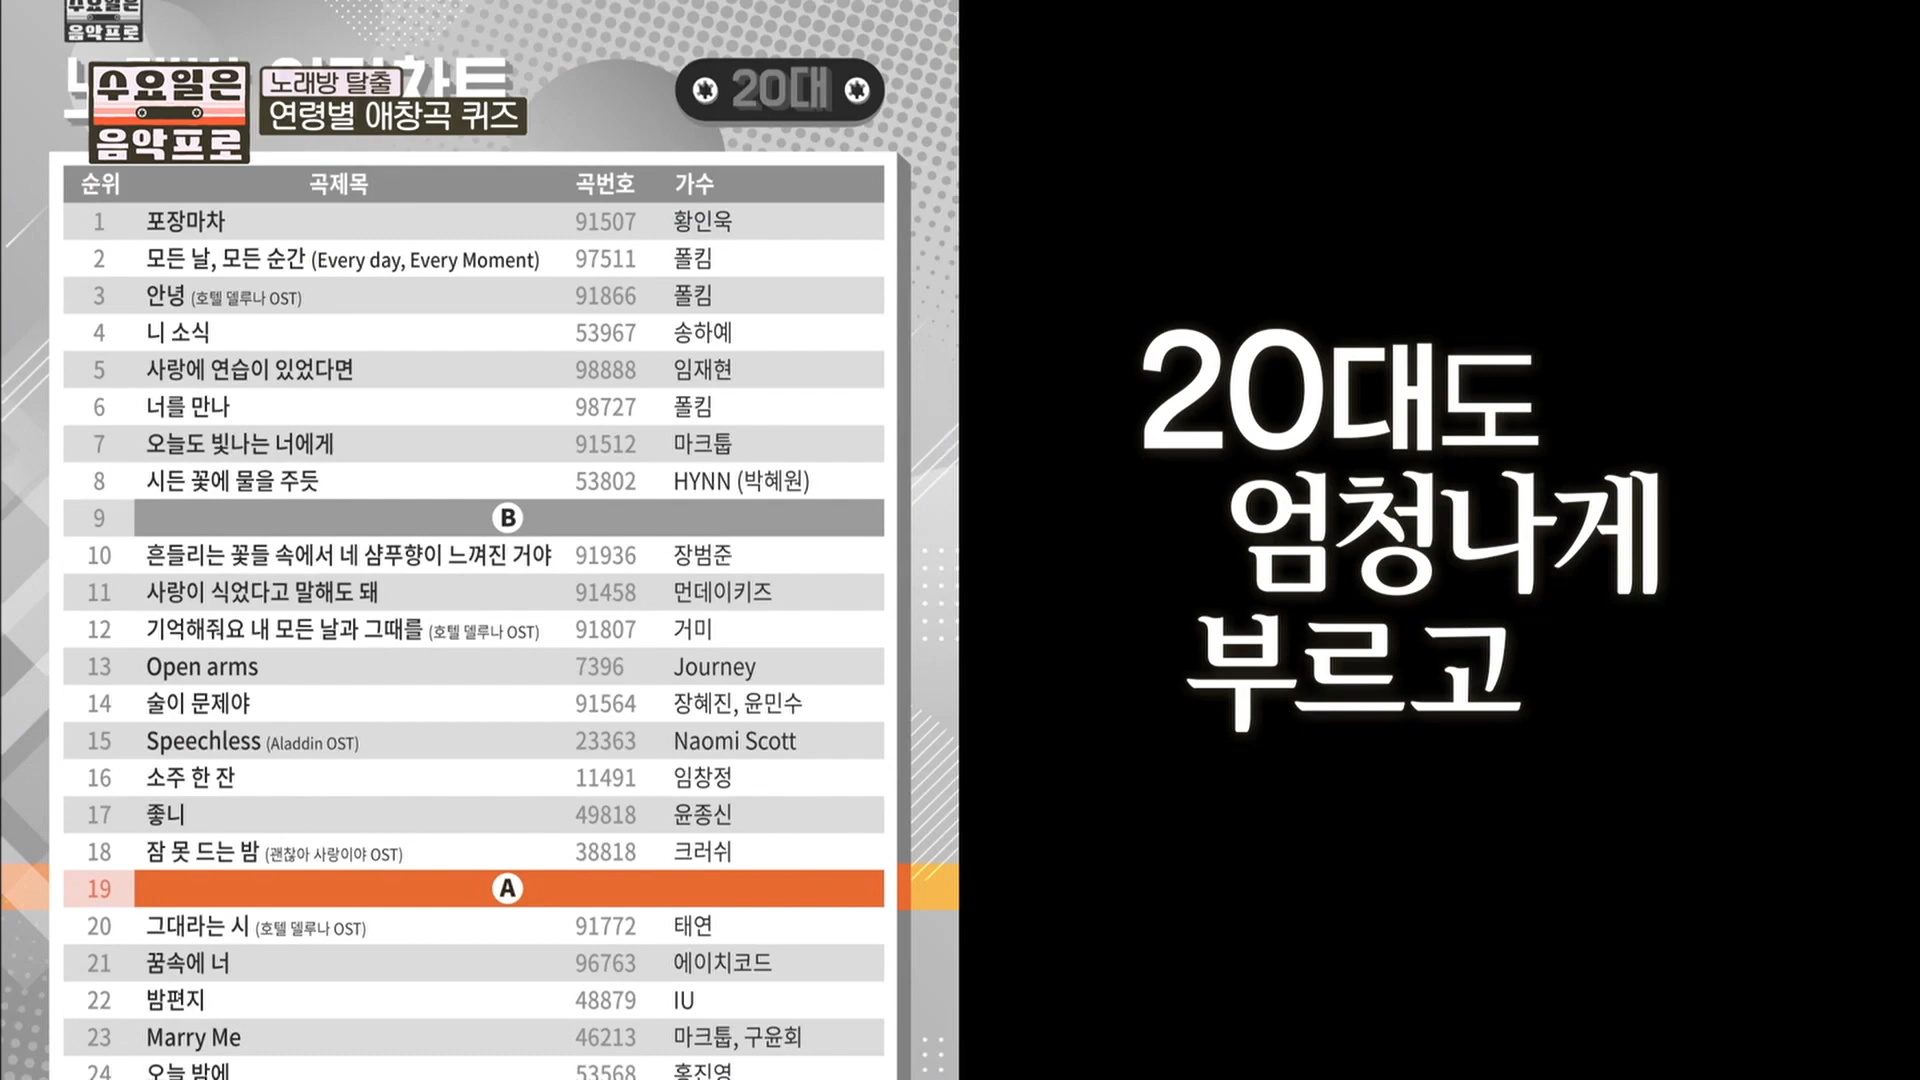 수요일은
음악프로
수요일은
음악프로
노래방 탈출
연령별 애창곡 퀴즈
차트
20대
순위 곡제목 곡번호 가수
1 포장마차 91507 황인욱
2 모든 날, 모든 순간 (Every day, Every Moment) 97511 폴킴
3 안녕 (호텔 델루나 OST) 91866 폴킴
4 니 소식 53967 송하예
5 사랑에 연습이 있었다면 98888 임재현
6 너를 만나 98727 폴킴
7 오늘도 빛나는 너에게 91512 마크툽
8 시든 꽃에 물을 주듯 53802 HYNN (박혜원)
9 B
10 흔들리는 꽃들 속에서 네 샴푸향이 느껴진 거야 91936 장범준
11 사랑이 식었다고 말해도 돼 91458 먼데이키즈
12 기억해줘요 내 모든 날과 그때를 (호텔 델루나 OST) 91807 거미
13 Open arms 7396 Journey
14 술이 문제야 91564 장혜진, 윤민수
15 Speechless (Aladdin OST) 23363 Naomi Scott
16 소주 한 잔 11491 임창정
17 좋니 49818 윤종신
18 잠 못 드는 밤 (괜찮아 사랑이야 OST) 38818 크러쉬
19 A
20 그대라는 시 (호텔 델루나 OST) 91772 태연
21 꿈속에 너 96763 에이치코드
22 밤편지 48879 IU
23 Marry Me 46213 마크툽, 구윤회
24 오늘 밤에 53568 홍진영
20대도
엄청나게
부르고